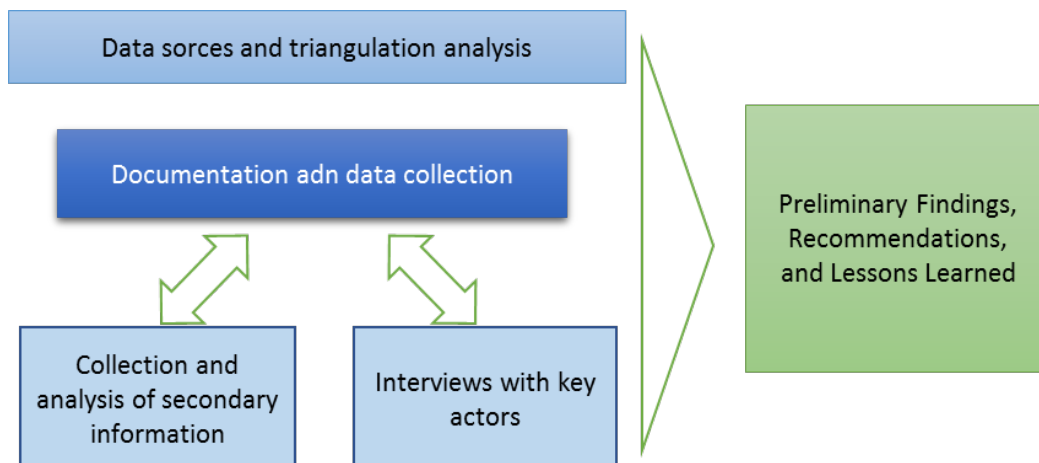 Data sorces and triangulation analysis
Documentation adn data collection
Collection and
analysis of secondary
information
Interviews with key
actors
Preliminary Findings,
Recommendations,
and Lessons Learned